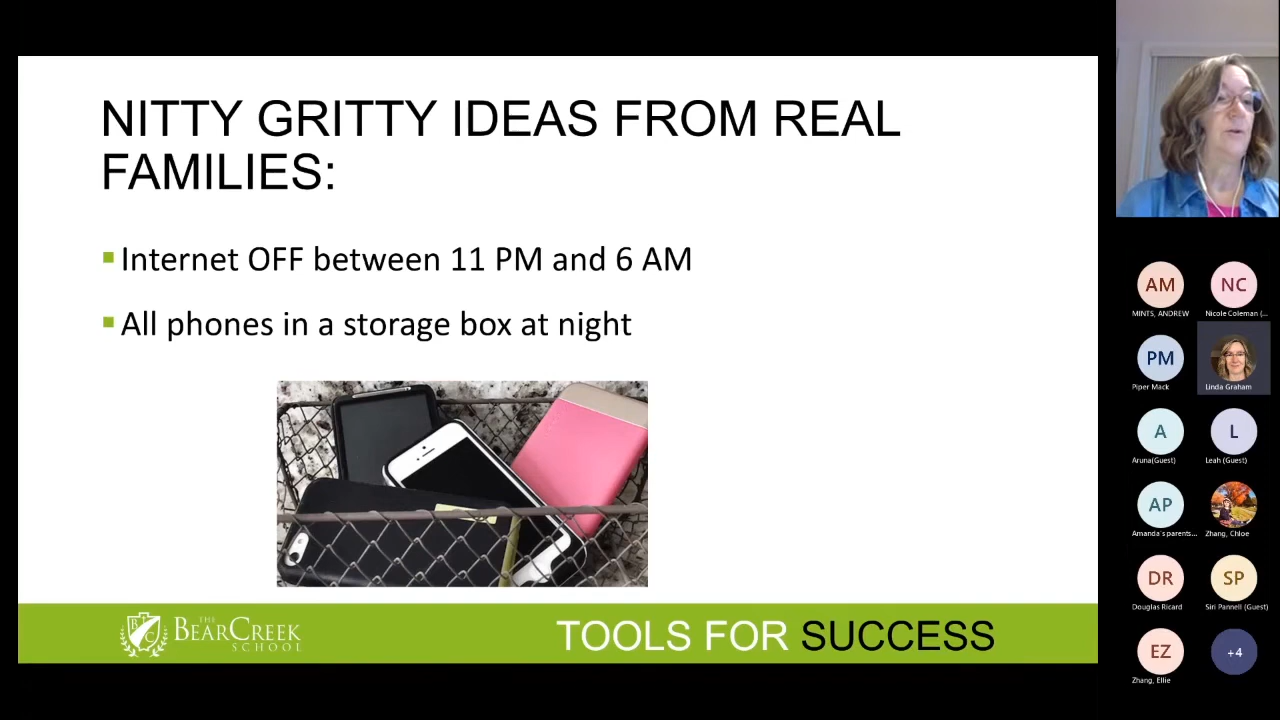 NITTY GRITTY IDEAS FROM REAL
FAMILIES:
Internet OFF between 11 PM and 6 AM
All phones in a storage box at night
THE
BEAR CREEK
SCHOOL
TOOLS FOR SUCCESS
AM
MINTS, ANDREW
NC
Nicole Coleman (...
PM
Piper Mack
Linda Graham
A
Aruna(Guest)
L
Leah (Guest)
AP
Amanda's parents...
Zhang, Chloe
DR
Douglas Ricard
SP
Siri Pannell (Guest)
EZ
Zhang, Ellie
+4